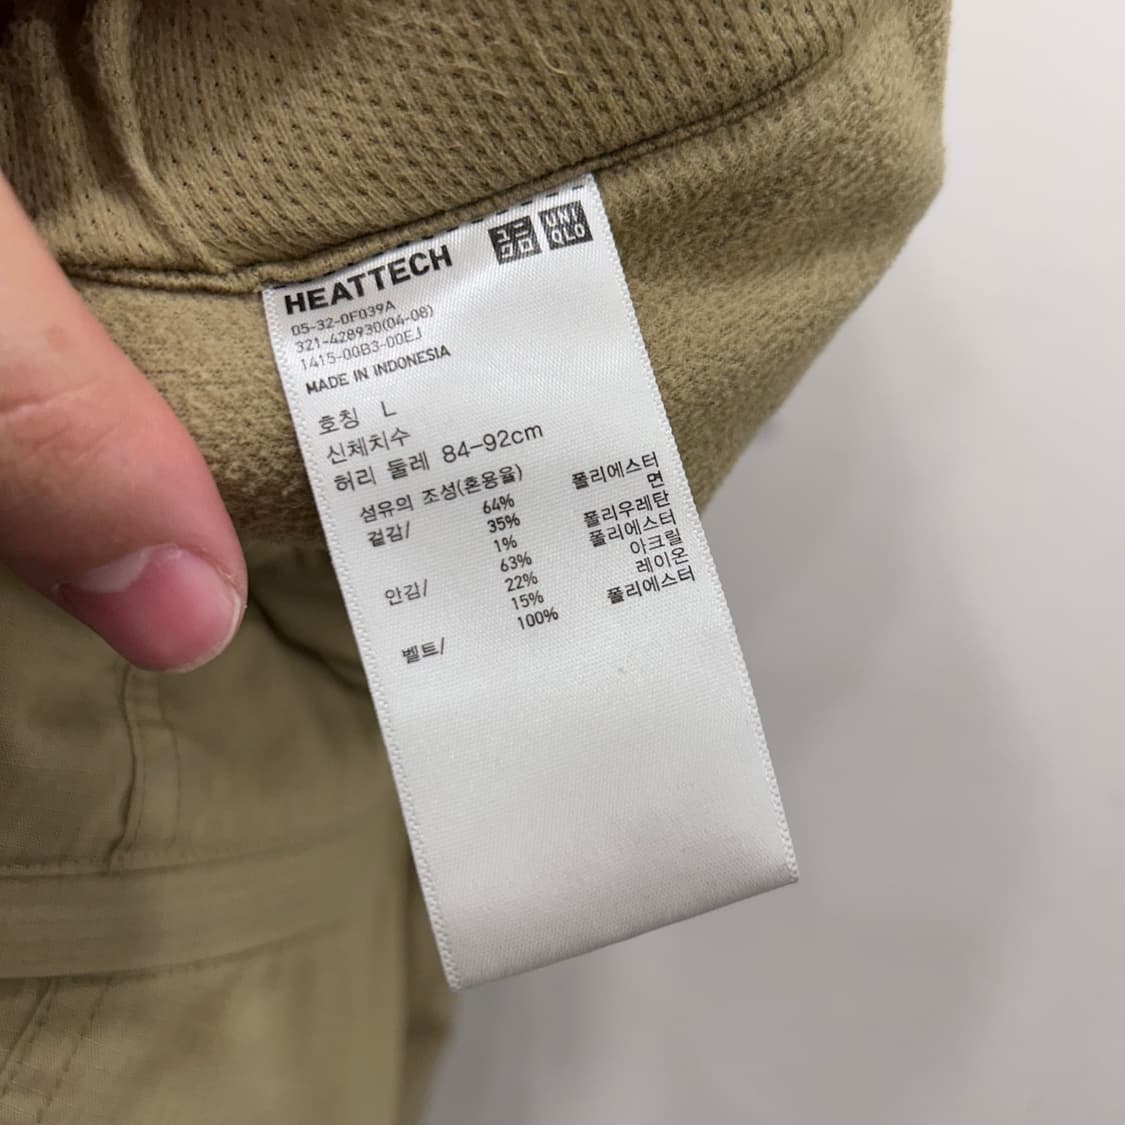 ユニクロ UNIQLO
HEATTECH
05-32-0F039A
321-428930(04-08)
1415-00B3-00EJ
MADE IN INDONESIA
호칭 L
신체치수
허리 둘레 84-92cm
섬유의 조성(혼용율)
겉감/ 64% 폴리에스터
35% 면
1% 폴리우레탄
안감/ 63% 폴리에스터
22% 아크릴
15% 레이온
벨트/ 100% 폴리에스터